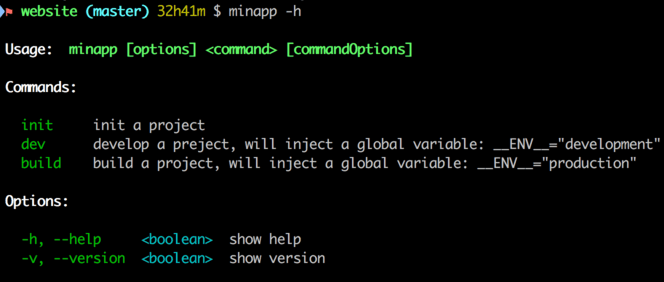 website (master) 32h41m $ minapp -h
Usage: minapp [options] <command> [commandOptions]
Commands:
init init a project
dev develop a preject, will inject a global variable: __ENV__="development"
build build a project, will inject a global variable: __ENV__="production"
Options:
-h, --help <boolean> show help
-v, --version <boolean> show version